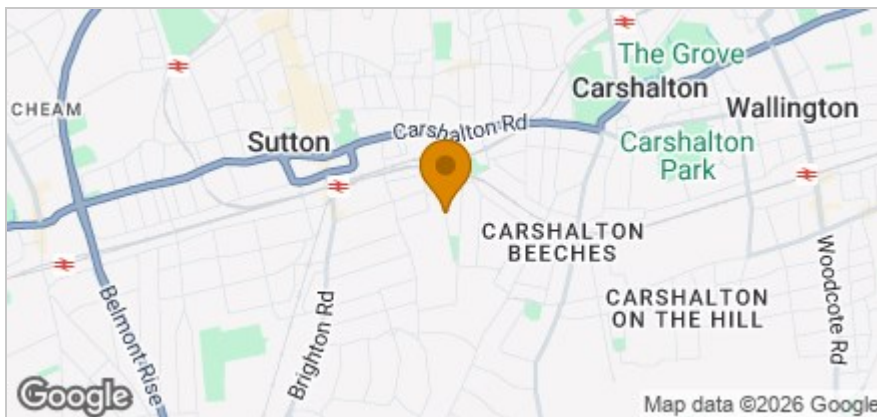 The Grove
Carshalton
CHEAM
Wallington
Carshalton Rd
Sutton
Carshalton
Park
CARSHALTON
BEECHES
CARSHALTON
ON THE HILL
Woodcote Rd
Belmont Rise
Brighton Rd
Google
Map data ©2026 Google